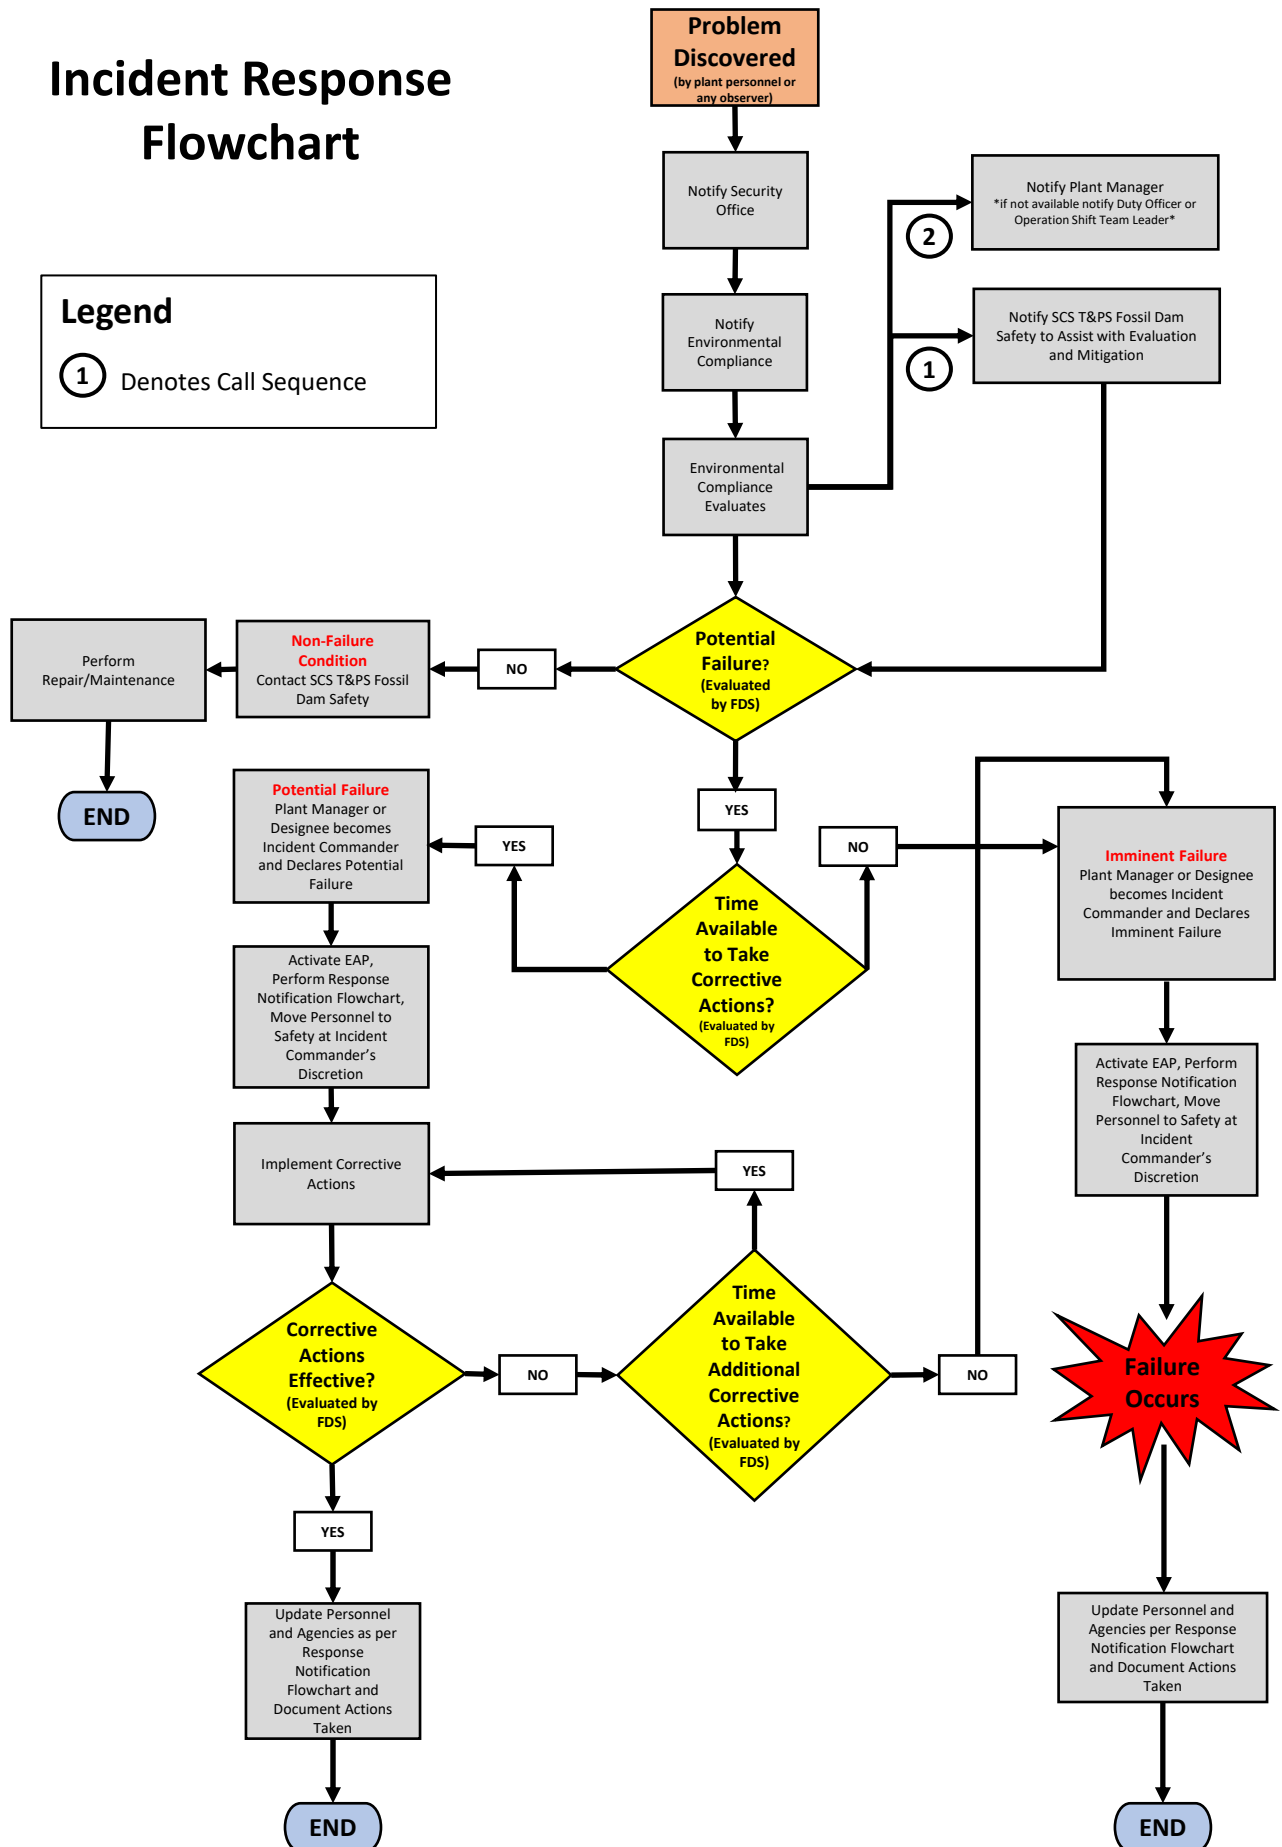 Incident Response
Flowchart
Problem
Discovered
(by plant personnel or
any observer)
Notify Security
Office
Notify Plant Manager
*if not available notify Duty Officer or
Operation Shift Team Leader*
2
Legend
1 Denotes Call Sequence
Notify
Environmental
Compliance
Notify SCS T&PS Fossil Dam
Safety to Assist with Evaluation
and Mitigation
1
Environmental
Compliance
Evaluates
Potential
Failure?
(Evaluated
by FDS)
NO
Non-Failure
Condition
Contact SCS T&PS Fossil
Dam Safety
Perform
Repair/Maintenance
END
YES
Time
Available
to Take
Corrective
Actions?
(Evaluated by
FDS)
YES
NO
Potential Failure
Plant Manager or
Designee becomes
Incident Commander
and Declares Potential
Failure
Imminent Failure
Plant Manager or Designee
becomes Incident
Commander and Declares
Imminent Failure
Activate EAP,
Perform Response
Notification Flowchart,
Move Personnel to
Safety at Incident
Commander’s
Discretion
Activate EAP, Perform
Response Notification
Flowchart, Move
Personnel to Safety at
Incident
Commander’s
Discretion
Implement Corrective
Actions
YES
Corrective
Actions
Effective?
(Evaluated by
FDS)
NO
Time
Available
to Take
Additional
Corrective
Actions?
(Evaluated by
FDS)
NO
Failure
Occurs
YES
Update Personnel
and Agencies as per
Response
Notification
Flowchart and
Document Actions
Taken
Update Personnel and
Agencies per Response
Notification Flowchart
and Document Actions
Taken
END
END